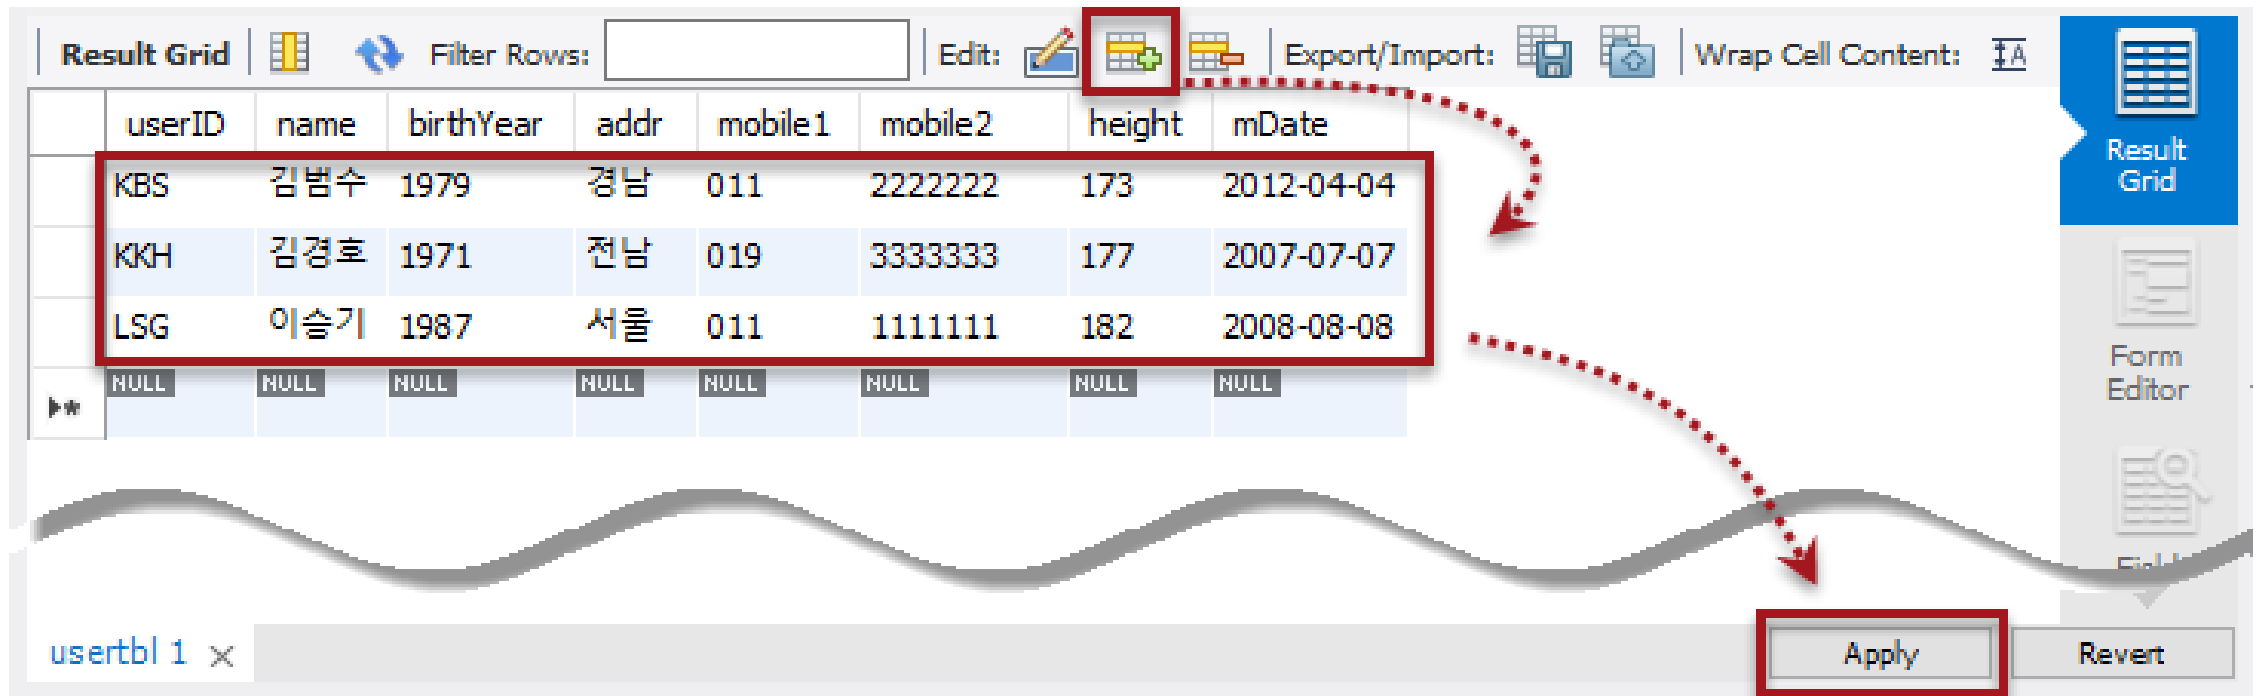 Result Grid Filter Rows: Edit: Export/Import: Wrap Cell Content: A
userID name birthYear addr mobile1 mobile2 height mDate
KBS 김범수 1979 경남 011 2222222 173 2012-04-04
KKH 김경호 1971 전남 019 3333333 177 2007-07-07
LSG 이승기 1987 서울 011 1111111 182 2008-08-08
NULL NULL NULL NULL NULL NULL NULL NULL
Result
Grid
Form
Editor
usertbl 1
Apply Revert